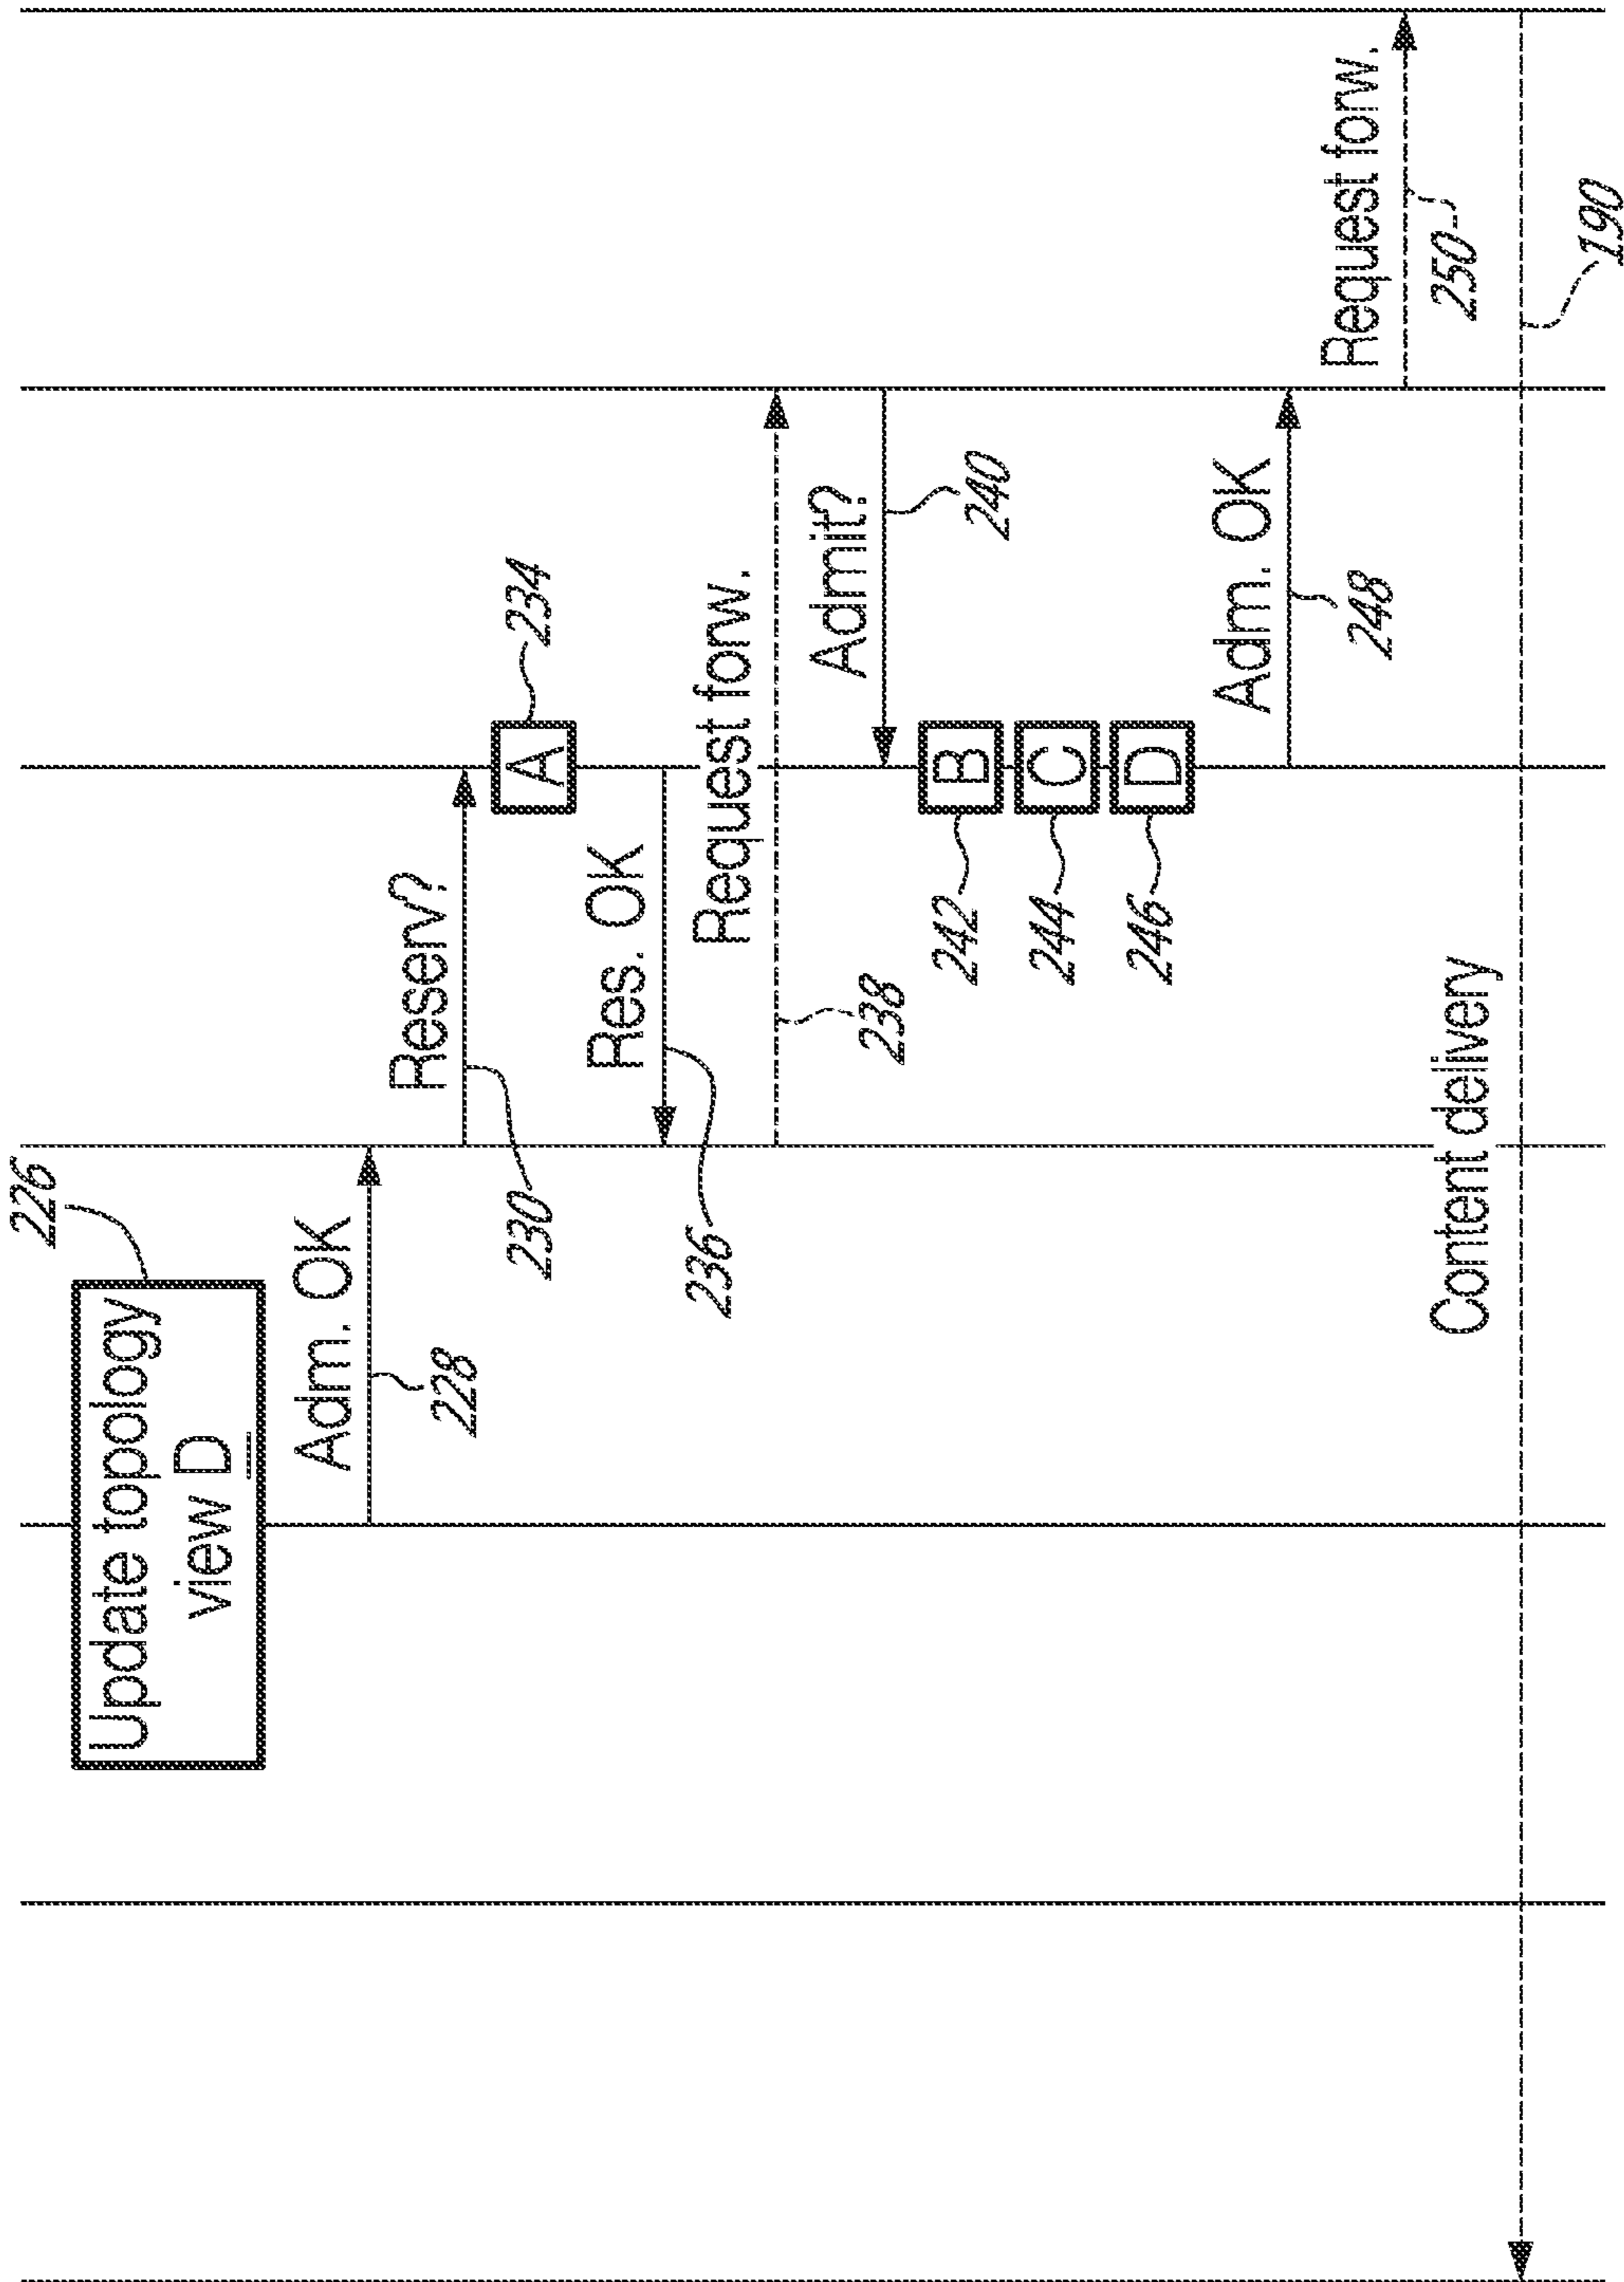 226
Update topology
view D
Adm. OK
228
Reserv?
230
A
234
Res. OK
236
Request forw.
238
Admit?
240
B
242
C
244
D
246
Adm. OK
248
Request forw.
250
Content delivery
190